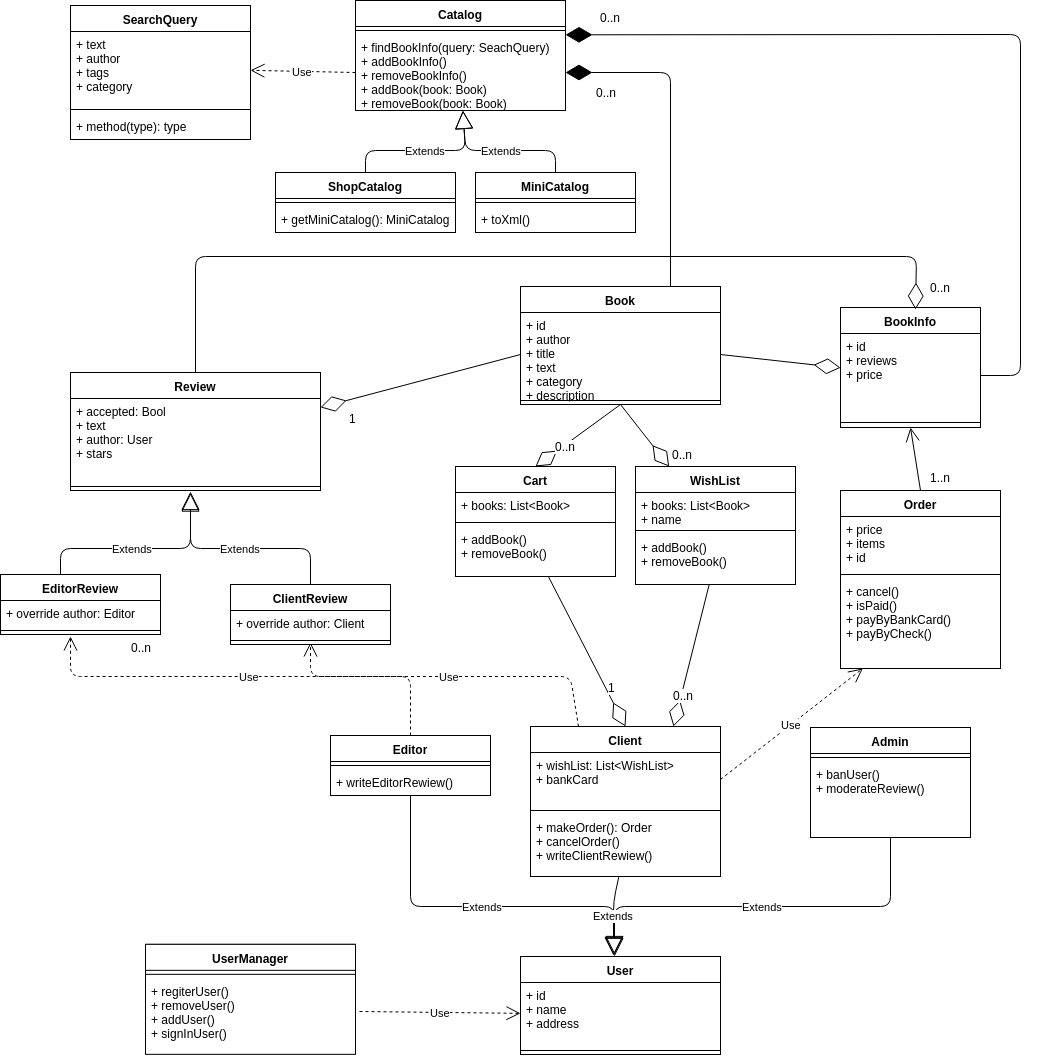 SearchQuery
+ text
+ author
+ tags
+ category
+ method(type): type
Use
Catalog
+ findBookInfo(query: SeachQuery)
+ addBookInfo()
+ removeBookInfo()
+ addBook(book: Book)
+ removeBook(book: Book)
0..n
0..n
Extends
Extends
ShopCatalog
+ getMiniCatalog(): MiniCatalog
MiniCatalog
+ toXml()
Book
+ id
+ author
+ title
+ text
+ category
+ description
0..n
BookInfo
+ id
+ reviews
+ price
Review
+ accepted: Bool
+ text
+ author: User
+ stars
1
0..n
0..n
Cart
+ books: List<Book>
+ addBook()
+ removeBook()
WishList
+ books: List<Book>
+ name
+ addBook()
+ removeBook()
1..n
Order
+ price
+ items
+ id
+ cancel()
+ isPaid()
+ payByBankCard()
+ payByCheck()
Extends
Extends
EditorReview
+ override author: Editor
ClientReview
+ override author: Client
0..n
Use
Use
1
0..n
Use
Editor
+ writeEditorRewiew()
Client
+ wishList: List<WishList>
+ bankCard
+ makeOrder(): Order
+ cancelOrder()
+ writeClientRewiew()
Admin
+ banUser()
+ moderateReview()
Extends
Extends
Extends
UserManager
+ regiterUser()
+ removeUser()
+ addUser()
+ signInUser()
Use
User
+ id
+ name
+ address